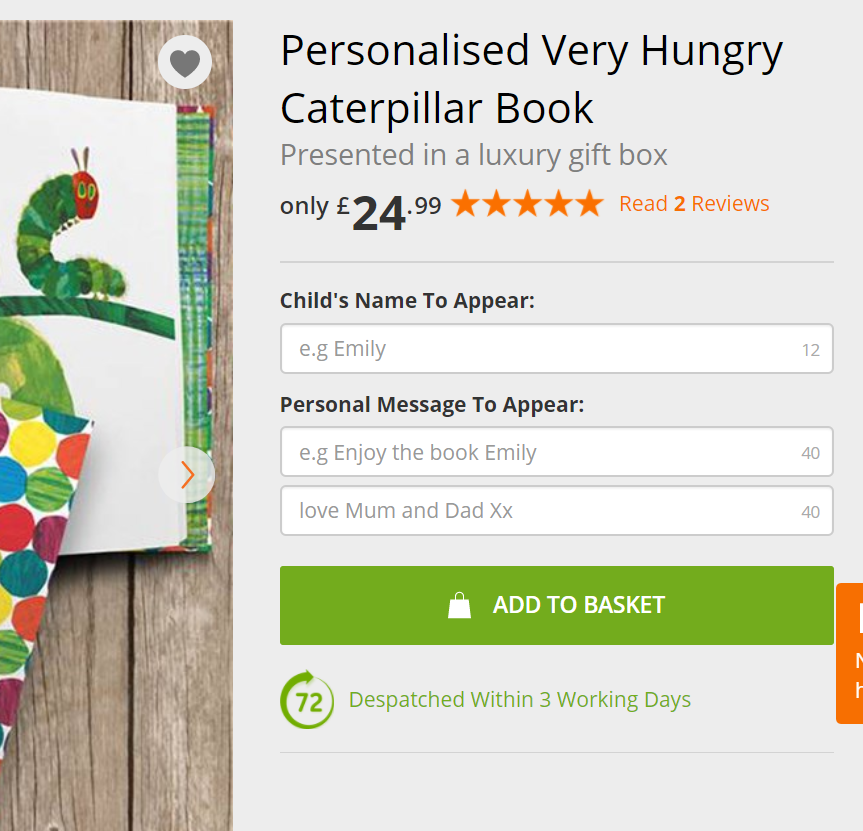 Personalised Very Hungry
Caterpillar Book
Presented in a luxury gift box
only £24.99 Read 2 Reviews
Child's Name To Appear:
e.g Emily 12
Personal Message To Appear:
e.g Enjoy the book Emily 40
love Mum and Dad Xx 40
ADD TO BASKET
72 Despatched Within 3 Working Days